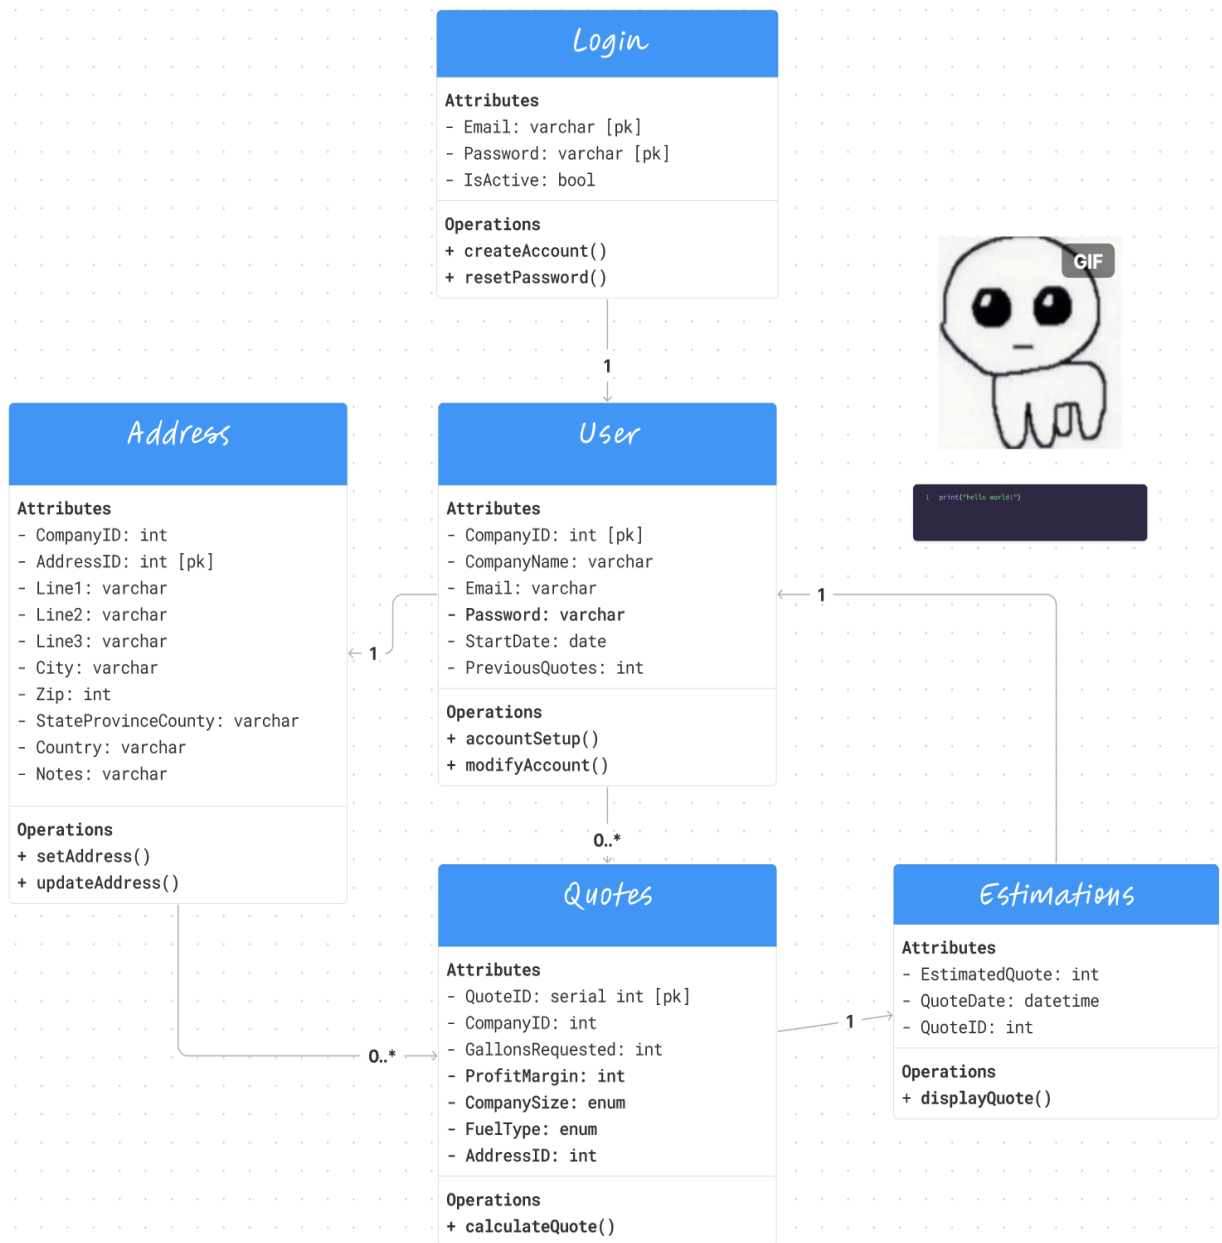 Login
Attributes
- Email: varchar [pk]
- Password: varchar [pk]
- IsActive: bool
Operations
+ createAccount()
+ resetPassword()
1
GIF
1 print("hello world!")
Address
Attributes
- CompanyID: int
- AddressID: int [pk]
- Line1: varchar
- Line2: varchar
- Line3: varchar
- City: varchar
- Zip: int
- StateProvinceCounty: varchar
- Country: varchar
- Notes: varchar
Operations
+ setAddress()
+ updateAddress()
1
User
Attributes
- CompanyID: int [pk]
- CompanyName: varchar
- Email: varchar
- Password: varchar
- StartDate: date
- PreviousQuotes: int
Operations
+ accountSetup()
+ modifyAccount()
1
0..*
0..*
Quotes
Attributes
- QuoteID: serial int [pk]
- CompanyID: int
- GallonsRequested: int
- ProfitMargin: int
- CompanySize: enum
- FuelType: enum
- AddressID: int
Operations
+ calculateQuote()
1
Estimations
Attributes
- EstimatedQuote: int
- QuoteDate: datetime
- QuoteID: int
Operations
+ displayQuote()